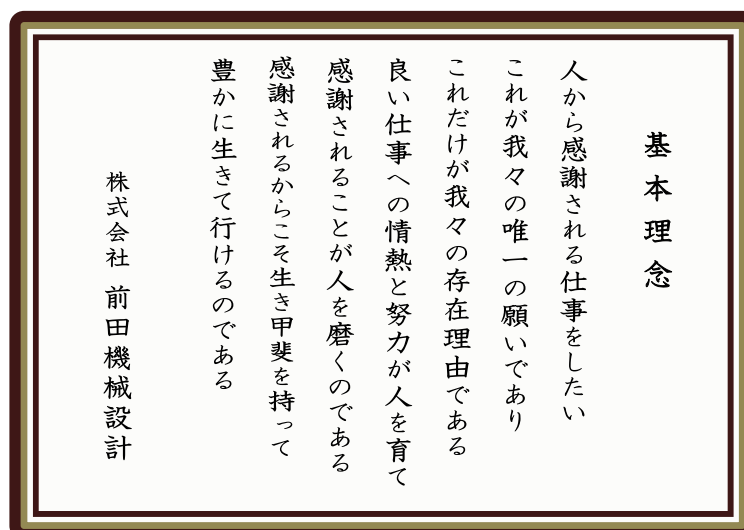 基本理念
人から感謝される仕事をしたい
これが我々の唯一の願いであり
これだけが我々の存在理由である
良い仕事への情熱と努力が人を育て
感謝されることが人を磨くのである
感謝されるからこそ生き甲斐を持って
豊かに生きて行けるのである
株式会社 前田機械設計